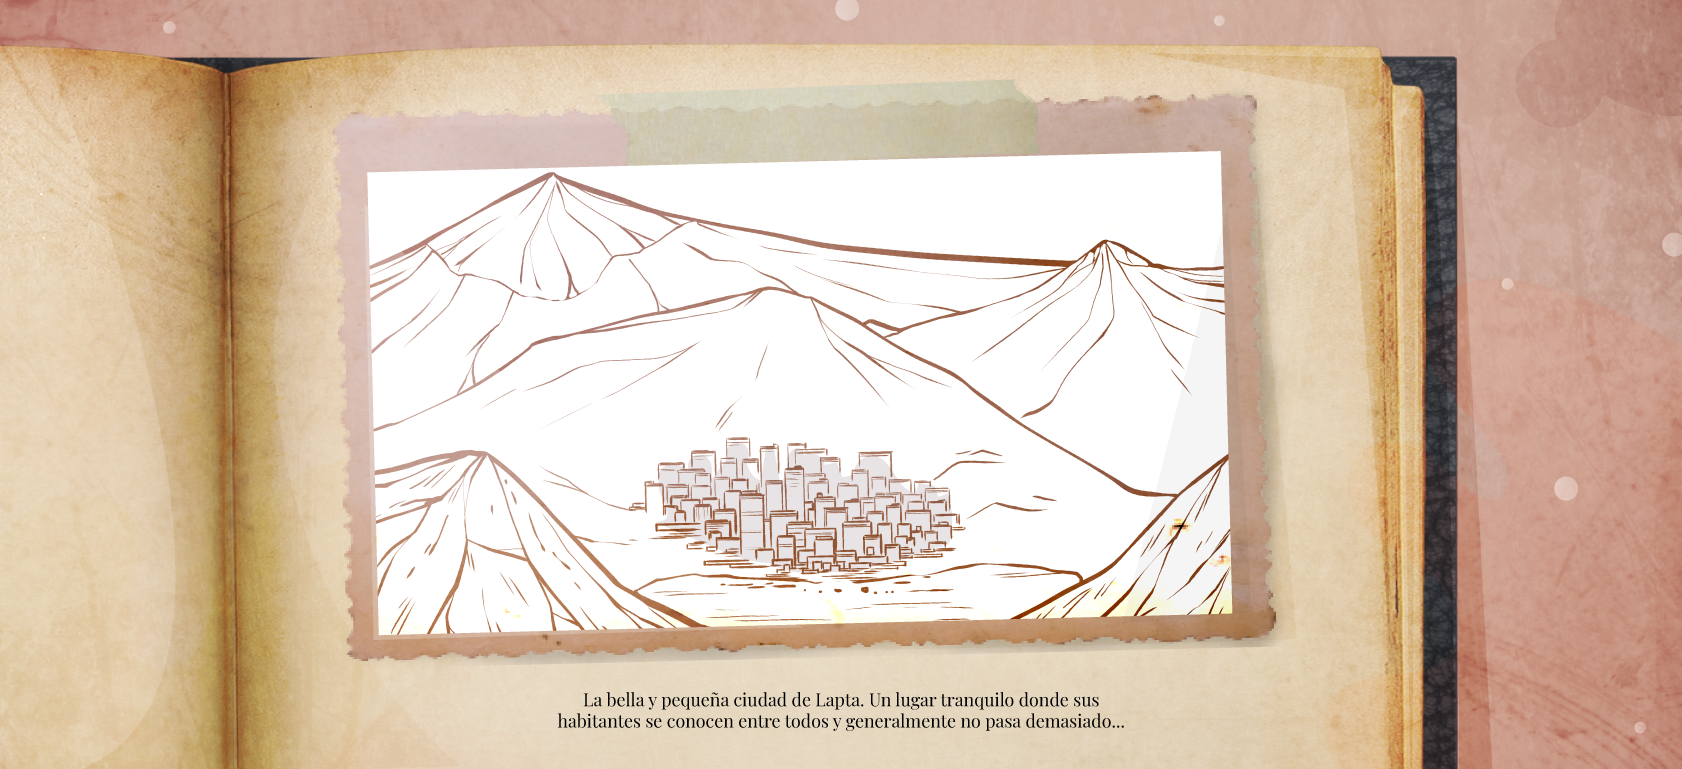 La bella y pequeña ciudad de Lapta. Un lugar tranquilo donde sus
habitantes se conocen entre todos y generalmente no pasa demasiado...